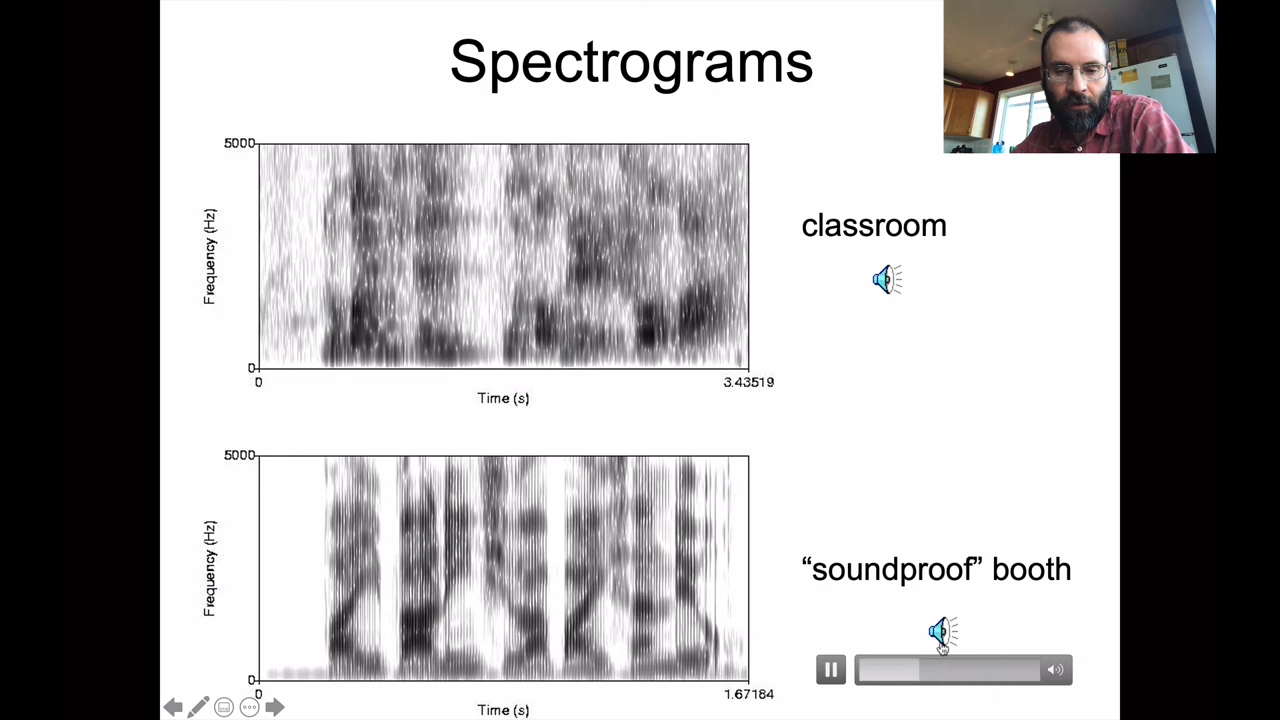 Spectrograms
5000
Frequency (Hz)
0
0
3.43519
Time (s)
classroom
5000
Frequency (Hz)
0
0
1.67184
Time (s)
“soundproof” booth